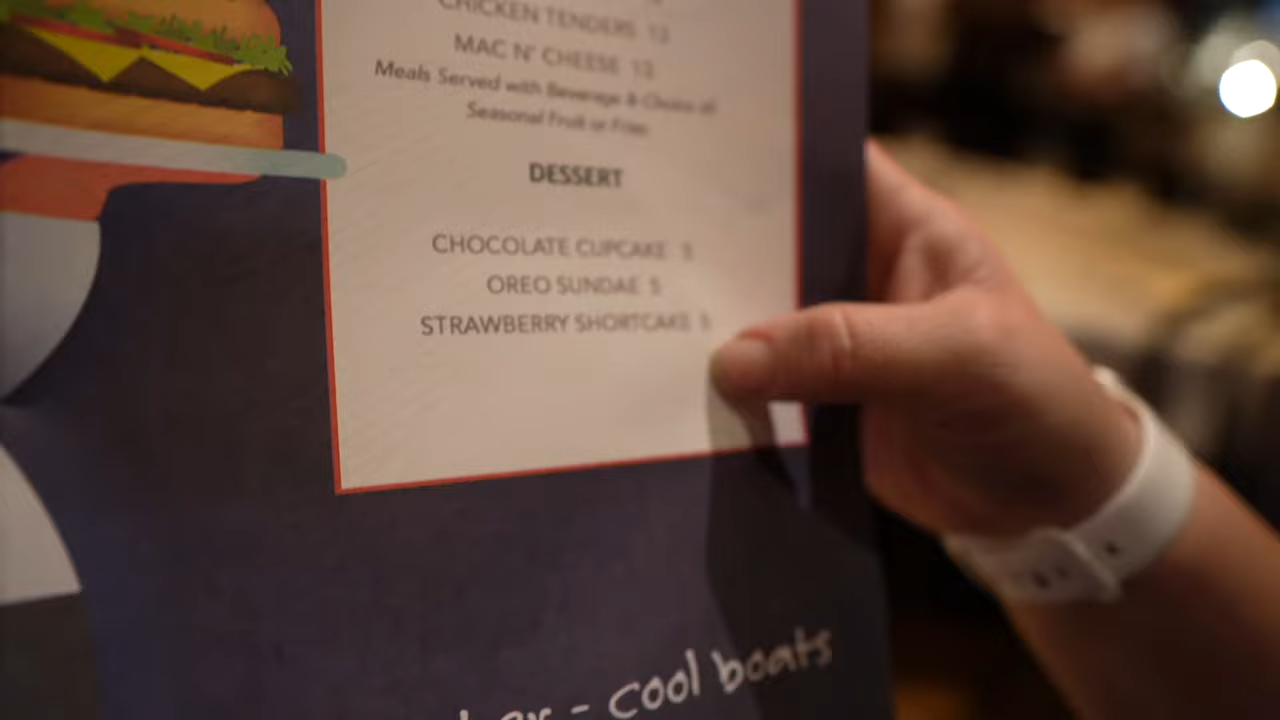 CHICKEN TENDERS 13
MAC N' CHEESE 13
Meals Served with Beverage & Choice of
Seasonal Fruit or Fries
DESSERT
CHOCOLATE CUPCAKE 5
OREO SUNDAE 5
STRAWBERRY SHORTCAKE 5
- cool boats